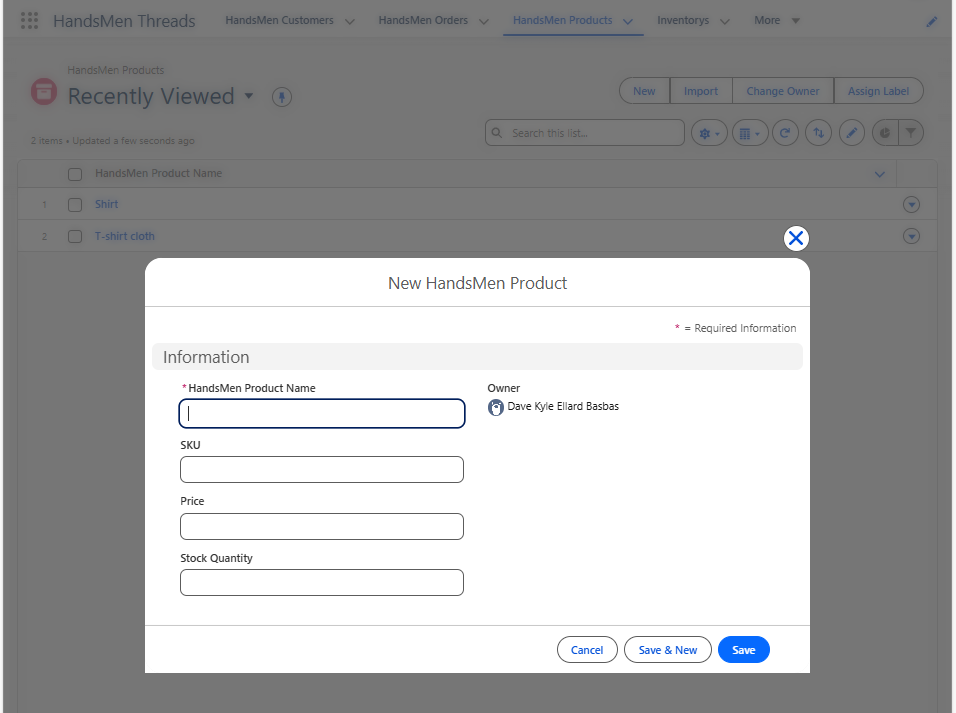 HandsMen Threads HandsMen Customers HandsMen Orders HandsMen Products Inventorys More
HandsMen Products
Recently Viewed
New Import Change Owner Assign Label
2 items • Updated a few seconds ago
Search this list...
HandsMen Product Name
1 Shirt
2 T-shirt cloth
New HandsMen Product
* = Required Information
Information
*HandsMen Product Name
Owner
Dave Kyle Ellard Basbas
SKU
Price
Stock Quantity
Cancel Save & New Save